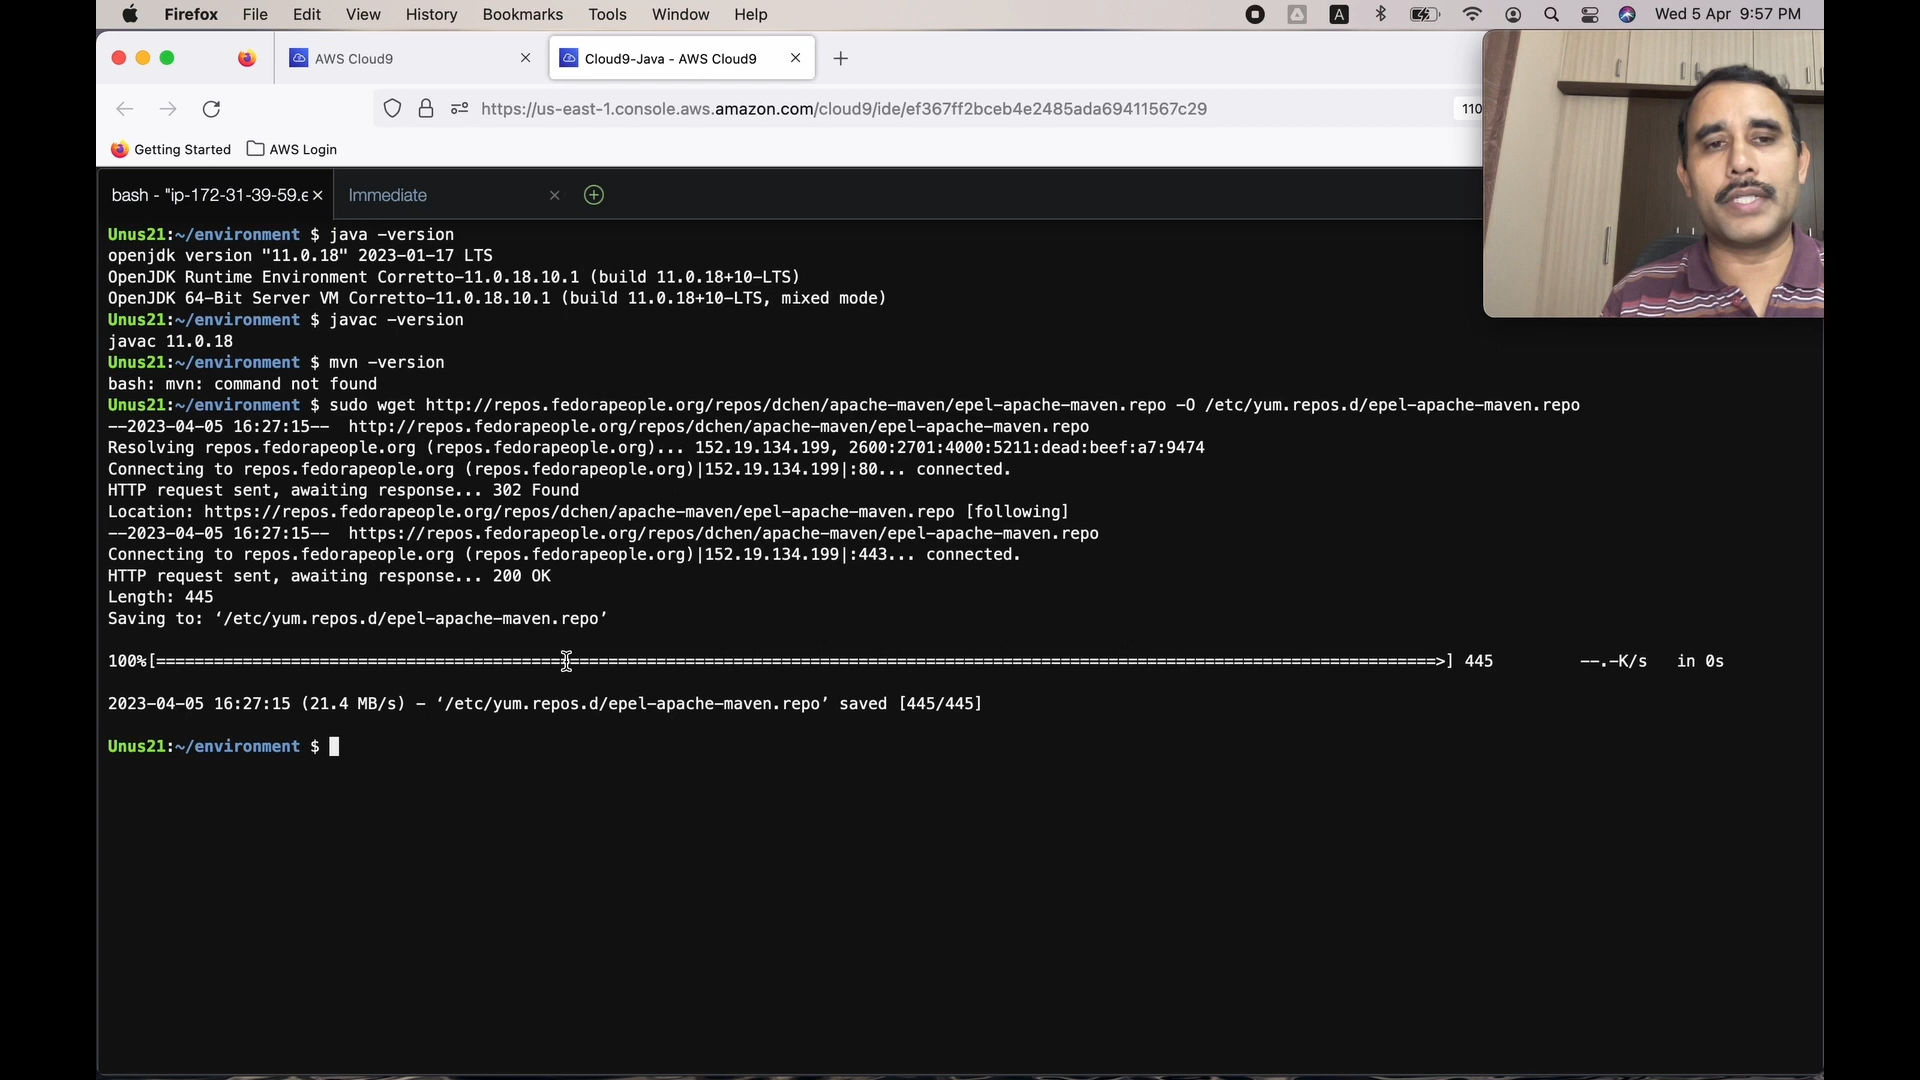 Firefox File Edit View History Bookmarks Tools Window Help A Wed 5 Apr 9:57 PM
AWS Cloud9 Cloud9-Java - AWS Cloud9
https://us-east-1.console.aws.amazon.com/cloud9/ide/ef367ff2bceb4e2485ada69411567c29 110
Getting Started AWS Login
bash - "ip-172-31-39-59.e Immediate
Unus21:~/environment $ java -version
openjdk version "11.0.18" 2023-01-17 LTS
OpenJDK Runtime Environment Corretto-11.0.18.10.1 (build 11.0.18+10-LTS)
OpenJDK 64-Bit Server VM Corretto-11.0.18.10.1 (build 11.0.18+10-LTS, mixed mode)
Unus21:~/environment $ javac -version
javac 11.0.18
Unus21:~/environment $ mvn -version
bash: mvn: command not found
Unus21:~/environment $ sudo wget http://repos.fedorapeople.org/repos/dchen/apache-maven/epel-apache-maven.repo -O /etc/yum.repos.d/epel-apache-maven.repo
--2023-04-05 16:27:15-- http://repos.fedorapeople.org/repos/dchen/apache-maven/epel-apache-maven.repo
Resolving repos.fedorapeople.org (repos.fedorapeople.org)... 152.19.134.199, 2600:2701:4000:5211:dead:beef:a7:9474
Connecting to repos.fedorapeople.org (repos.fedorapeople.org)|152.19.134.199|:80... connected.
HTTP request sent, awaiting response... 302 Found
Location: https://repos.fedorapeople.org/repos/dchen/apache-maven/epel-apache-maven.repo [following]
--2023-04-05 16:27:15-- https://repos.fedorapeople.org/repos/dchen/apache-maven/epel-apache-maven.repo
Connecting to repos.fedorapeople.org (repos.fedorapeople.org)|152.19.134.199|:443... connected.
HTTP request sent, awaiting response... 200 OK
Length: 445
Saving to: ‘/etc/yum.repos.d/epel-apache-maven.repo’
100%[=====================================================================================================================================>] 445 --.-K/s in 0s
2023-04-05 16:27:15 (21.4 MB/s) - ‘/etc/yum.repos.d/epel-apache-maven.repo’ saved [445/445]
Unus21:~/environment $